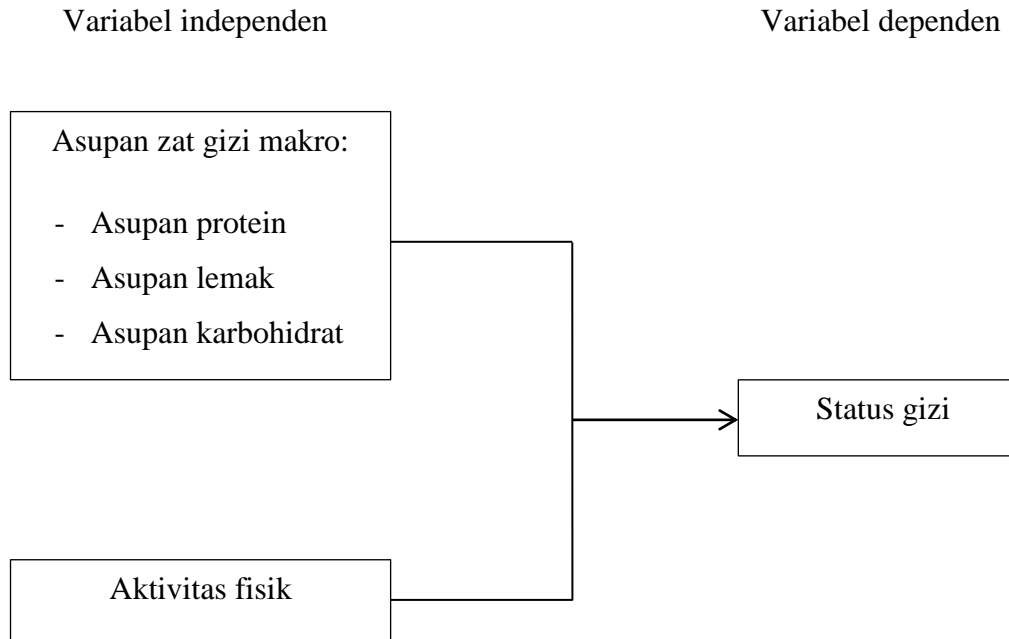 Variabel independen
Variabel dependen
Asupan zat gizi makro:
- Asupan protein
- Asupan lemak
- Asupan karbohidrat
Status gizi
Aktivitas fisik